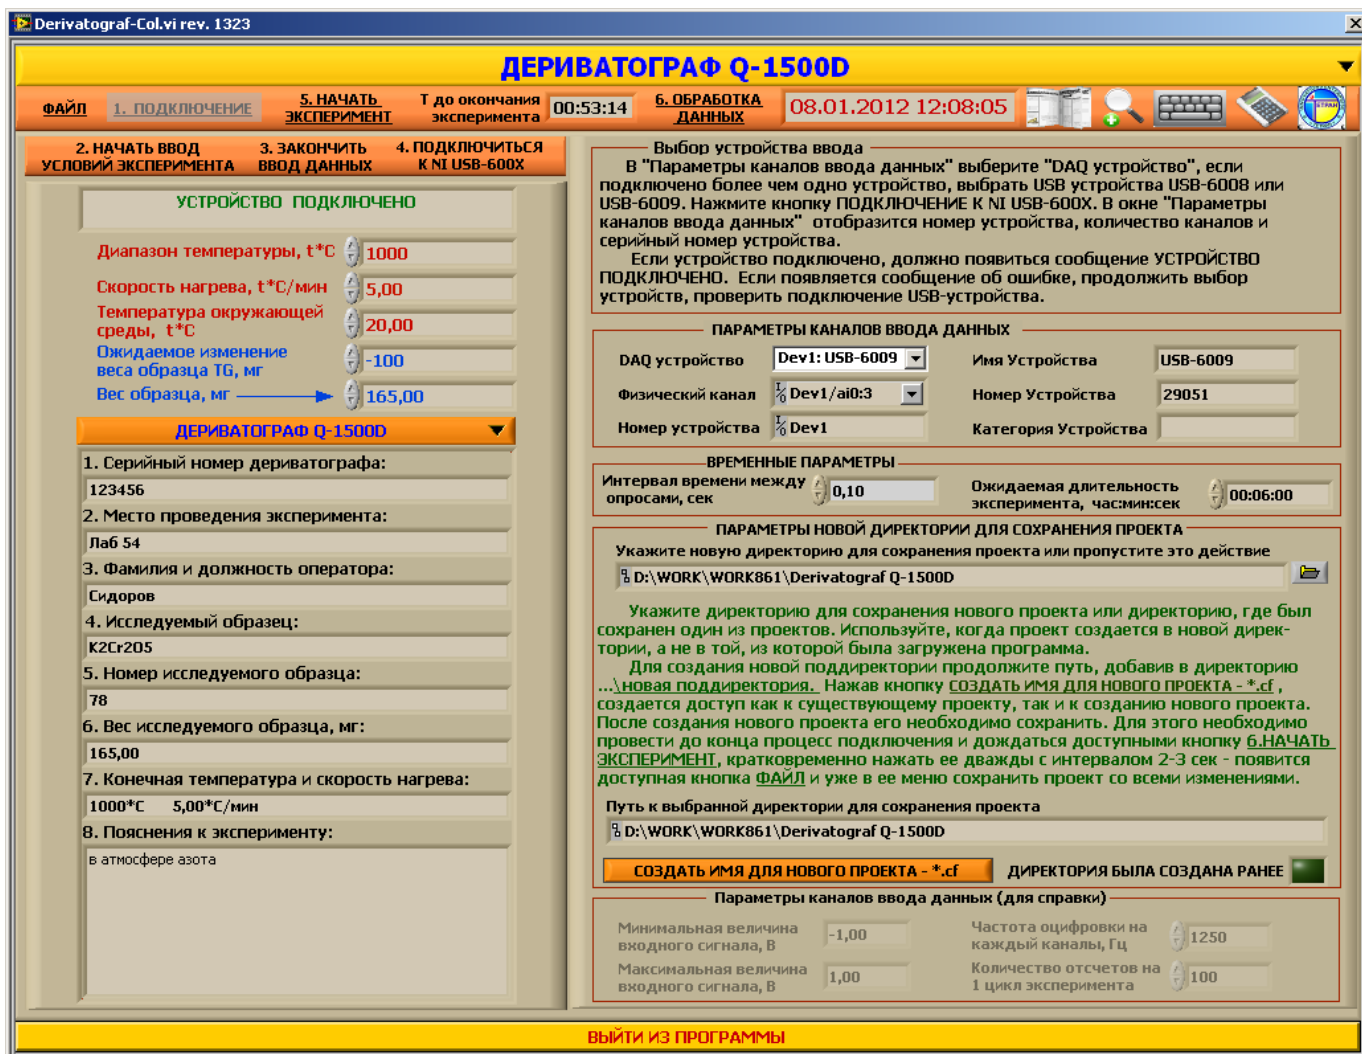 Derivatograf-Col.vi rev. 1323
ДЕРИВАТОГРАФ Q-1500D
ФАЙЛ
1. ПОДКЛЮЧЕНИЕ
5. НАЧАТЬ
ЭКСПЕРИМЕНТ
Т до окончания
эксперимента
00:53:14
6. ОБРАБОТКА
ДАННЫХ
08.01.2012 12:08:05
2. НАЧАТЬ ВВОД
УСЛОВИЙ ЭКСПЕРИМЕНТА
3. ЗАКОНЧИТЬ
ВВОД ДАННЫХ
4. ПОДКЛЮЧИТЬСЯ
К NI USB-600X
УСТРОЙСТВО ПОДКЛЮЧЕНО
Диапазон температуры, t*C
1000
Скорость нагрева, t*C/мин
5,00
Температура окружающей
среды, t*C
20,00
Ожидаемое изменение
веса образца TG, мг
-100
Вес образца, мг
165,00
ДЕРИВАТОГРАФ Q-1500D
1. Серийный номер дериватографа:
123456
2. Место проведения эксперимента:
Лаб 54
3. Фамилия и должность оператора:
Сидоров
4. Исследуемый образец:
K2Cr2O5
5. Номер исследуемого образца:
78
6. Вес исследуемого образца, мг:
165,00
7. Конечная температура и скорость нагрева:
1000*C 5,00*C/мин
8. Пояснения к эксперименту:
в атмосфере азота
Выбор устройства ввода
В "Параметры каналов ввода данных" выберите "DAQ устройство", если
подключено более чем одно устройство, выбрать USB устройства USB-6008 или
USB-6009. Нажмите кнопку ПОДКЛЮЧЕНИЕ К NI USB-600X. В окне "Параметры
каналов ввода данных" отобразится номер устройства, количество каналов и
серийный номер устройства.
Если устройство подключено, должно появиться сообщение УСТРОЙСТВО
ПОДКЛЮЧЕНО. Если появляется сообщение об ошибке, продолжить выбор
устройств, проверить подключение USB-устройства.
ПАРАМЕТРЫ КАНАЛОВ ВВОДА ДАННЫХ
DAQ устройство
Dev1: USB-6009
Имя Устройства
USB-6009
Физический канал
Dev1/ai0:3
Номер Устройства
29051
Номер устройства
Dev1
Категория Устройства
ВРЕМЕННЫЕ ПАРАМЕТРЫ
Интервал времени между
опросами, сек
0,10
Ожидаемая длительность
эксперимента, час:мин:сек
00:06:00
ПАРАМЕТРЫ НОВОЙ ДИРЕКТОРИИ ДЛЯ СОХРАНЕНИЯ ПРОЕКТА
Укажите новую директорию для сохранения проекта или пропустите это действие
D:\WORK\WORK861\Derivatograf Q-1500D
Укажите директорию для сохранения нового проекта или директорию, где был
сохранен один из проектов. Используйте, когда проект создается в новой дирек-
тории, а не в той, из которой была загружена программа.
Для создания новой поддиректории продолжите путь, добавив в директорию
...\новая поддиректория. Нажав кнопку СОЗДАТЬ ИМЯ ДЛЯ НОВОГО ПРОЕКТА - *.cf ,
создается доступ как к существующему проекту, так и к созданию нового проекта.
После создания нового проекта его необходимо сохранить. Для этого необходимо
провести до конца процесс подключения и дождаться доступными кнопку 6.НАЧАТЬ
ЭКСПЕРИМЕНТ, кратковременно нажать ее дважды с интервалом 2-3 сек - появится
доступная кнопка ФАЙЛ и уже в ее меню сохранить проект со всеми изменениями.
Путь к выбранной директории для сохранения проекта
D:\WORK\WORK861\Derivatograf Q-1500D
СОЗДАТЬ ИМЯ ДЛЯ НОВОГО ПРОЕКТА - *.cf
ДИРЕКТОРИЯ БЫЛА СОЗДАНА РАНЕЕ
Параметры каналов ввода данных (для справки)
Минимальная величина
входного сигнала, В
-1,00
Частота оцифровки на
каждый каналы, Гц
1250
Максимальная величина
входного сигнала, В
1,00
Количество отсчетов на
1 цикл эксперимента
100
ВЫЙТИ ИЗ ПРОГРАММЫ